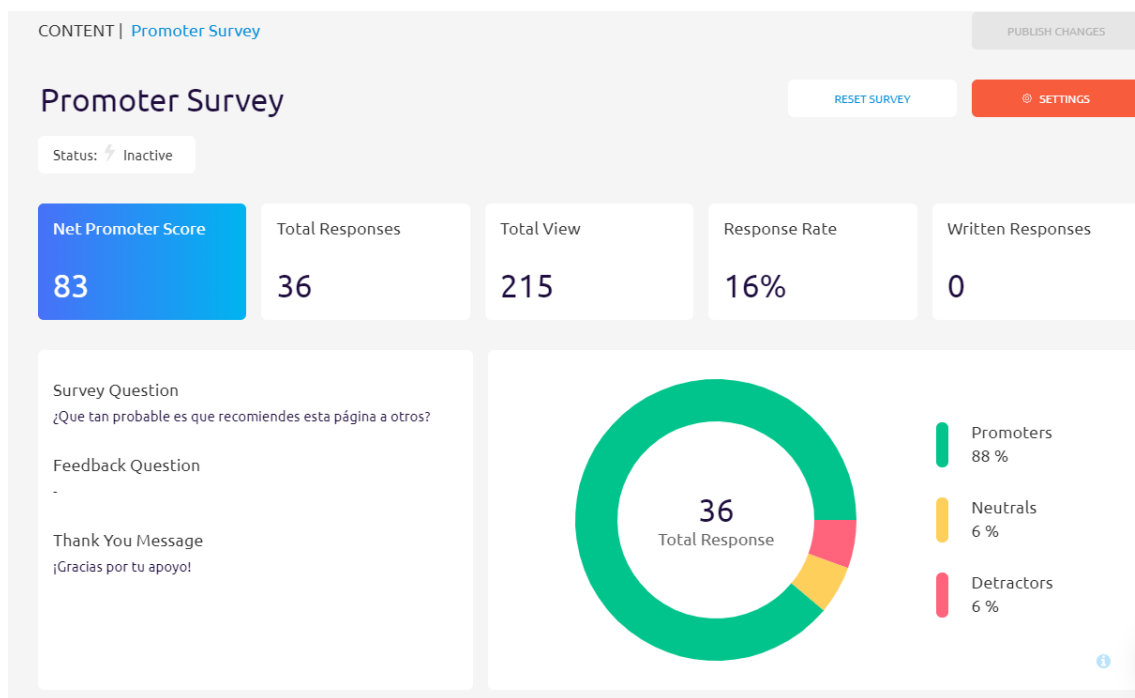 CONTENT | Promoter Survey
PUBLISH CHANGES
Promoter Survey
RESET SURVEY
SETTINGS
Status: Inactive
Net Promoter Score
83
Total Responses
36
Total View
215
Response Rate
16%
Written Responses
0
Survey Question
¿Que tan probable es que recomiendes esta página a otros?
Feedback Question
-
Thank You Message
¡Gracias por tu apoyo!
36
Total Response
Promoters
88 %
Neutrals
6 %
Detractors
6 %